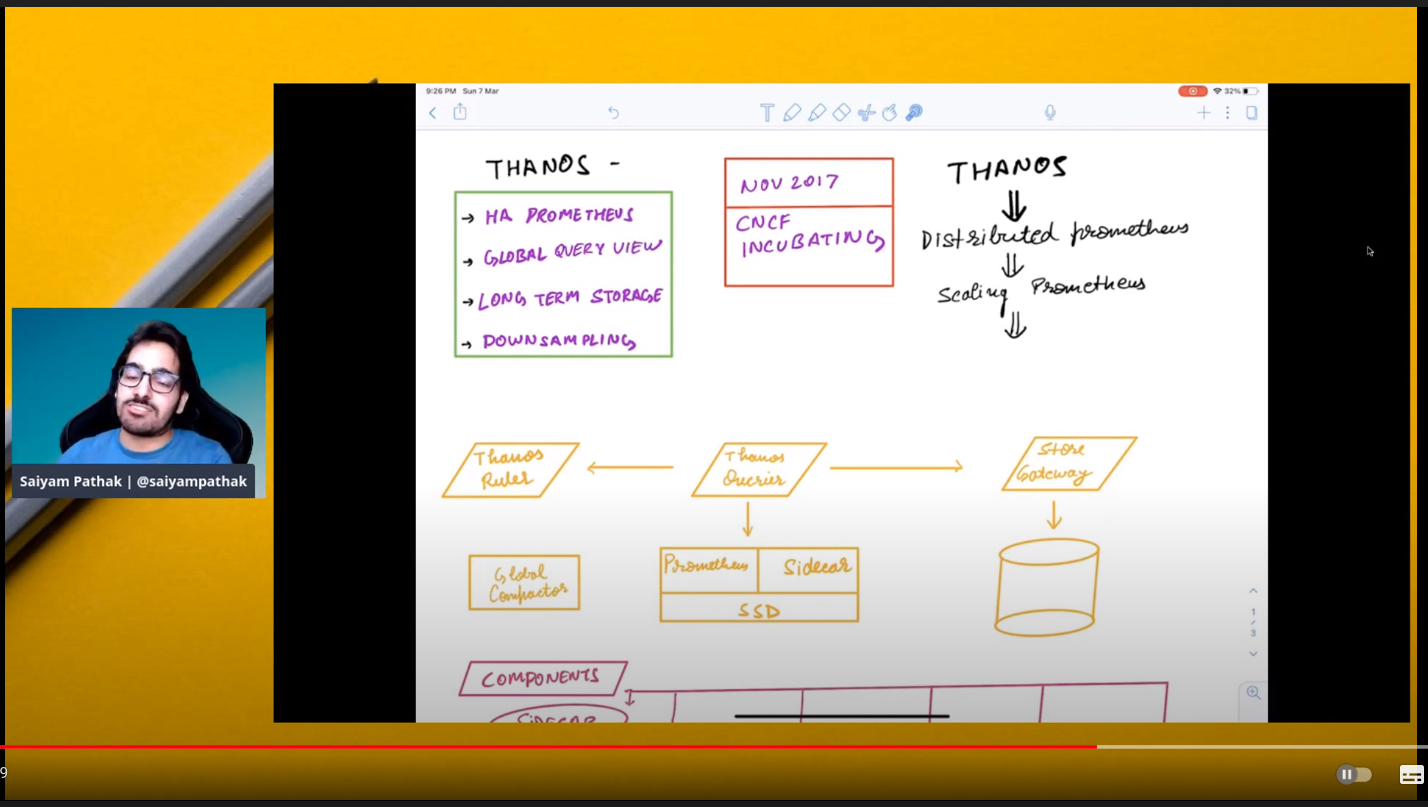 9:26 PM Sun 7 Mar
32%
THANOS -
→ HA PROMETHEUS
→ GLOBAL QUERY VIEW
→ LONG TERM STORAGE
→ DOWNSAMPLING
NOV 2017
CNCF
INCUBATING
THANOS
Distributed prometheus
Scaling Prometheus
Saiyam Pathak | @saiyampathak
Thanos
Ruler
Thanos
Querier
Store
Gateway
Global
Compactor
Prometheus
Sidecar
SSD
1
/
3
COMPONENTS
SIDECAR
9